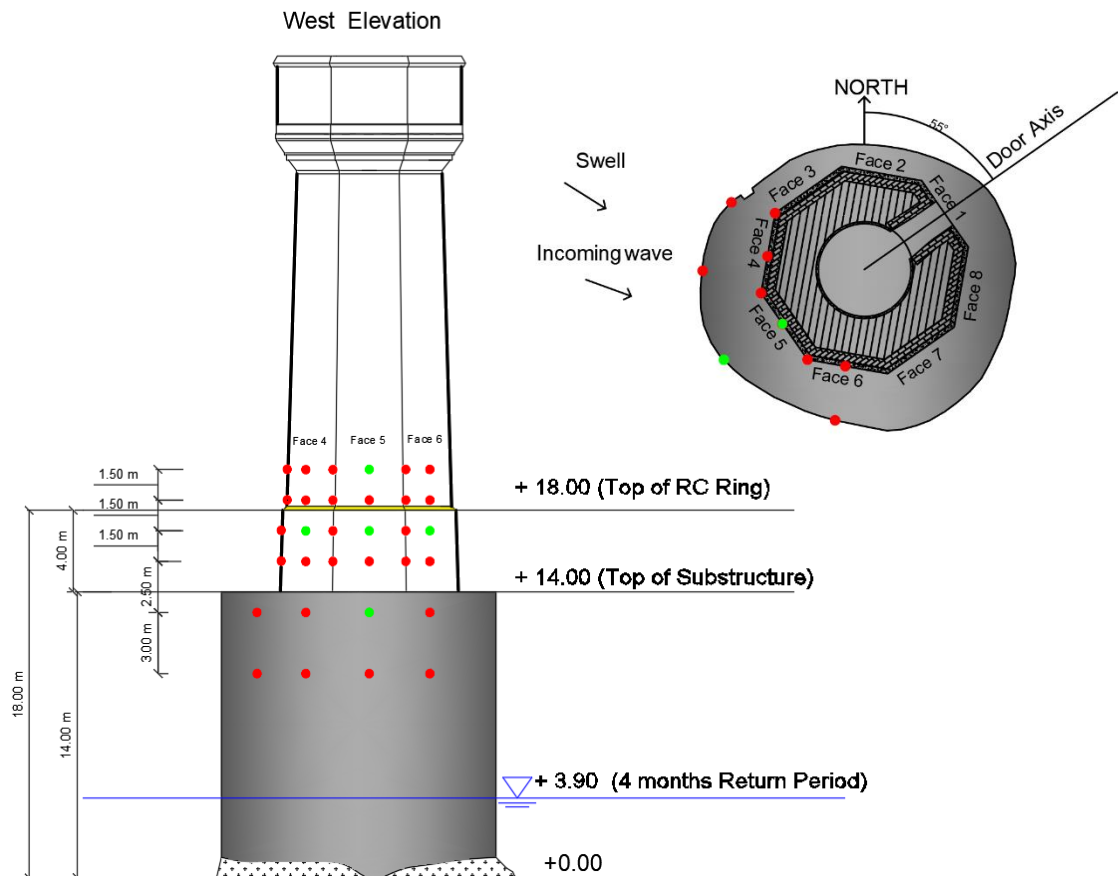 West Elevation
NORTH
55°
Door Axis
Swell
Incoming wave
Face 1
Face 2
Face 3
Face 4
Face 5
Face 6
Face 7
Face 8
Face 4
Face 5
Face 6
1.50 m
1.50 m
1.50 m
2.50 m
3.00 m
4.00 m
14.00 m
18.00 m
+ 18.00 (Top of RC Ring)
+ 14.00 (Top of Substructure)
+ 3.90 (4 months Return Period)
+0.00